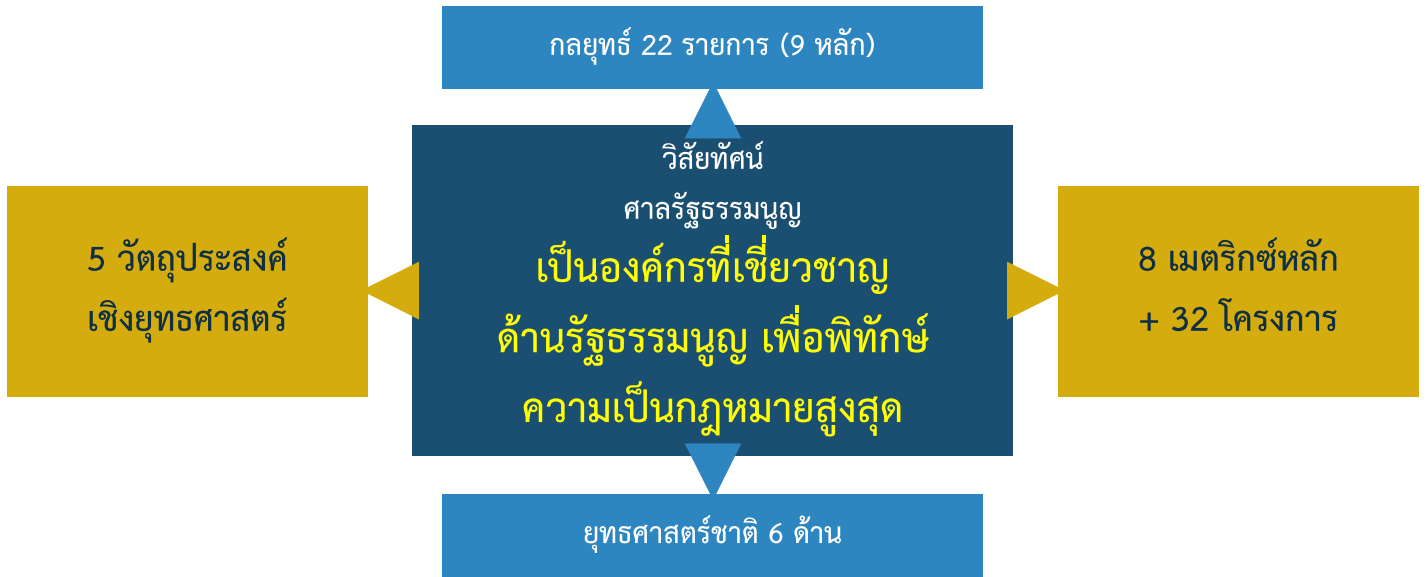 กลยุทธ์ 22 รายการ (9 หลัก)
วิสัยทัศน์
ศาลรัฐธรรมนูญ
เป็นองค์กรที่เชี่ยวชาญ
ด้านรัฐธรรมนูญ เพื่อพิทักษ์
ความเป็นกฎหมายสูงสุด
5 วัตถุประสงค์
เชิงยุทธศาสตร์
8 เมตริกซ์หลัก
+ 32 โครงการ
ยุทธศาสตร์ชาติ 6 ด้าน